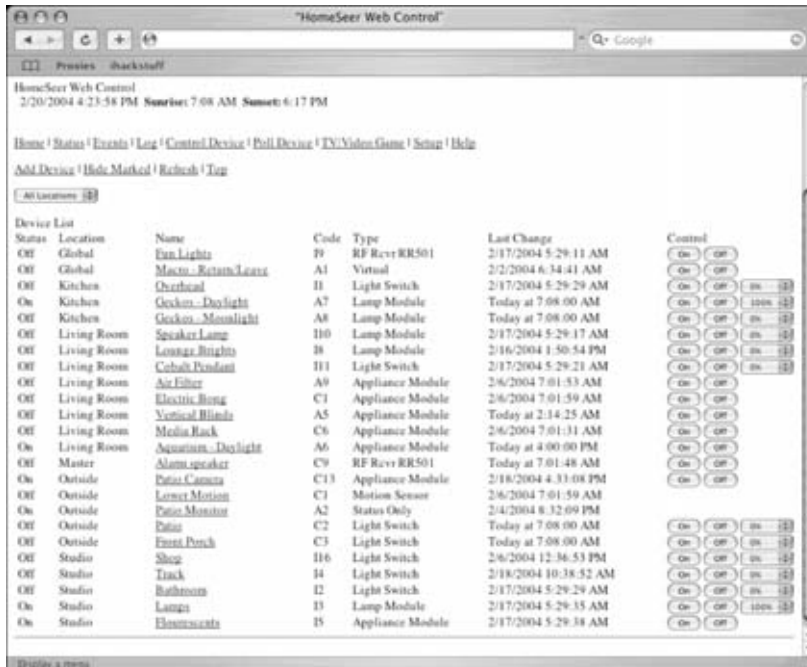 "HomeSeer Web Control"
Google
Proxies ihackstuff
HomeSeer Web Control
2/20/2004 4:23:58 PM Sunrise: 7:08 AM Sunset: 6:17 PM
Home | Status | Events | Log | Control Device | Poll Device | TV/Video Game | Setup | Help
Add Device | Hide Marked | Refresh | Top
All Locations
Device List
Status Location Name Code Type Last Change Control
Off Global Fun Lights I9 RF Rcvr RR501 2/17/2004 5:29:11 AM On Off
Off Global Macro - Return/Leave A1 Virtual 2/2/2004 6:34:41 AM On Off
Off Kitchen Overhead I1 Light Switch 2/17/2004 5:29:29 AM On Off 0%
On Kitchen Geckos - Daylight A7 Lamp Module Today at 7:08:00 AM On Off 100%
Off Kitchen Geckos - Moonlight A8 Lamp Module Today at 7:08:00 AM On Off 0%
Off Living Room Speaker Lamp I10 Lamp Module 2/17/2004 5:29:17 AM On Off 0%
Off Living Room Lounge Brights I8 Lamp Module 2/16/2004 1:50:54 PM On Off 0%
Off Living Room Cobalt Pendant I11 Light Switch 2/17/2004 5:29:21 AM On Off 0%
Off Living Room Air Filter A9 Appliance Module 2/6/2004 7:01:53 AM On Off
Off Living Room Electric Bong C1 Appliance Module 2/6/2004 7:01:59 AM On Off
Off Living Room Vertical Blinds A5 Appliance Module Today at 2:14:25 AM On Off
Off Living Room Media Rack C6 Appliance Module 2/6/2004 7:01:31 AM On Off
On Living Room Aquarium - Daylight A6 Appliance Module Today at 4:00:00 PM On Off
Off Master Alarm speaker C9 RF Rcvr RR501 Today at 7:01:48 AM On Off
On Outside Patio Camera C13 Appliance Module 2/18/2004 4:33:08 PM On Off
Off Outside Lower Motion C1 Motion Sensor 2/6/2004 7:01:59 AM
On Outside Patio Monitor A2 Status Only 2/4/2004 8:32:09 PM
Off Outside Patio C2 Light Switch Today at 7:08:00 AM On Off 0%
Off Outside Front Porch C3 Light Switch Today at 7:08:00 AM On Off 0%
Off Studio Shop I16 Light Switch 2/6/2004 12:36:53 PM On Off 0%
Off Studio Track I4 Light Switch 2/18/2004 10:38:52 AM On Off 0%
Off Studio Bathroom I2 Light Switch 2/17/2004 5:29:29 AM On Off 0%
On Studio Lamps I3 Lamp Module 2/17/2004 5:29:35 AM On Off 100%
On Studio Flourescents I5 Appliance Module 2/17/2004 5:29:38 AM On Off
Display a menu